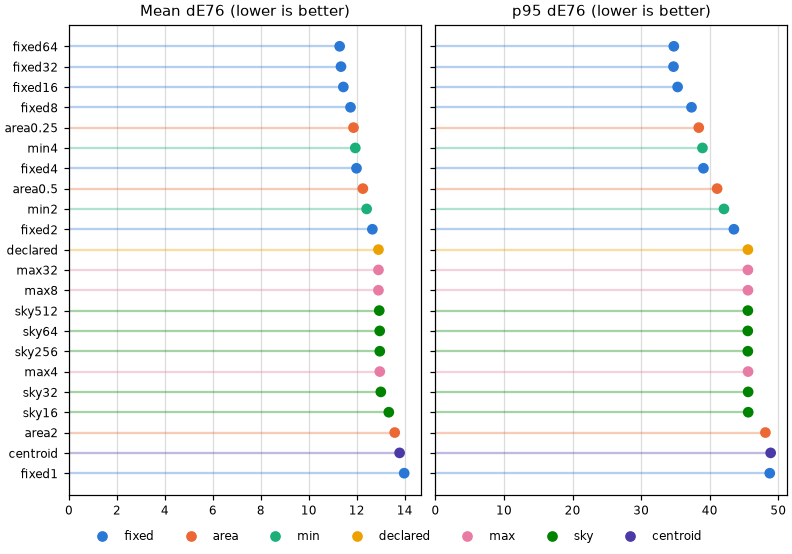 Mean dE76 (lower is better)
p95 dE76 (lower is better)
fixed64
fixed32
fixed16
fixed8
area0.25
min4
fixed4
area0.5
min2
fixed2
declared
max32
max8
sky512
sky64
sky256
max4
sky32
sky16
area2
centroid
fixed1
0 2 4 6 8 10 12 14
0 10 20 30 40 50
fixed area min declared max sky centroid